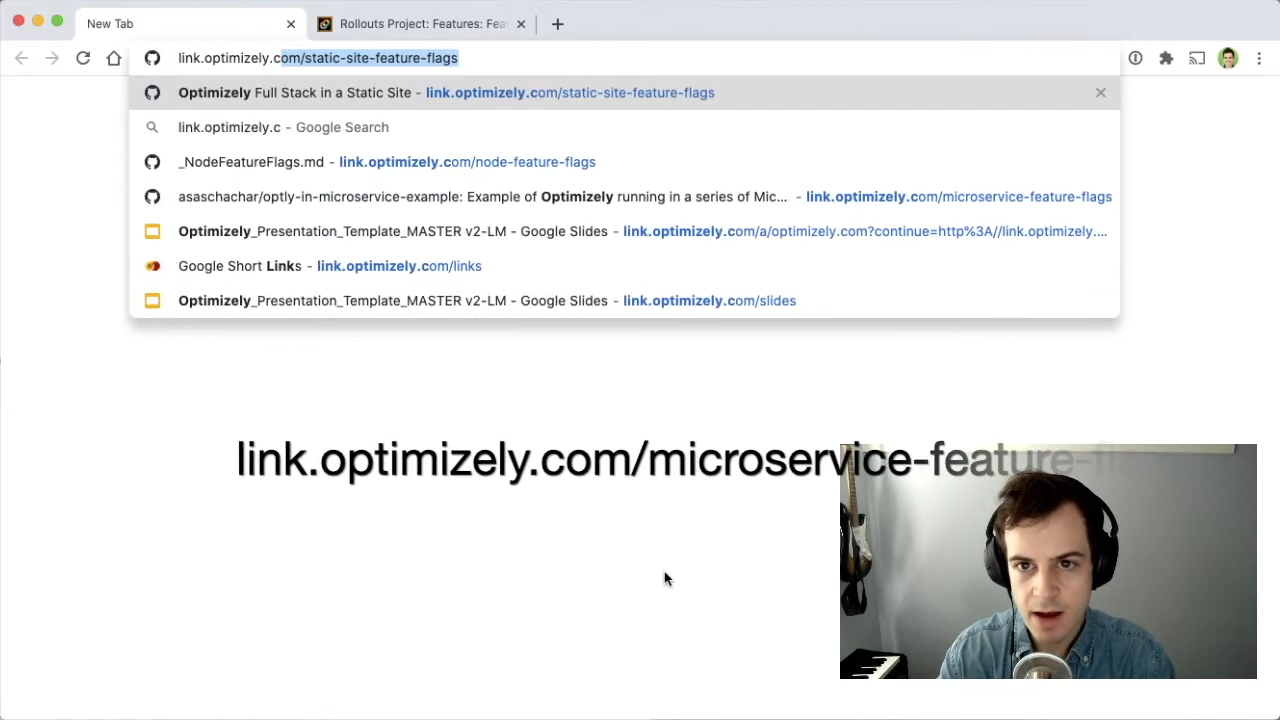 New Tab
Rollouts Project: Features: Fea
link.optimizely.com/static-site-feature-flags
Optimizely Full Stack in a Static Site - link.optimizely.com/static-site-feature-flags
link.optimizely.c - Google Search
_NodeFeatureFlags.md - link.optimizely.com/node-feature-flags
asaschachar/optly-in-microservice-example: Example of Optimizely running in a series of Mic... - link.optimizely.com/microservice-feature-flags
Optimizely_Presentation_Template_MASTER v2-LM - Google Slides - link.optimizely.com/a/optimizely.com?continue=http%3A//link.optimizely....
Google Short Links - link.optimizely.com/links
Optimizely_Presentation_Template_MASTER v2-LM - Google Slides - link.optimizely.com/slides
link.optimizely.com/microservice-feature-fl